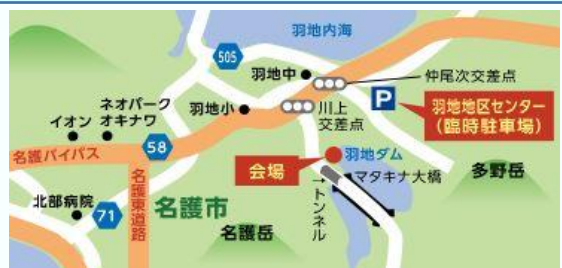 羽地内海
505
羽地中
仲尾次交差点
ネオパーク
オキナワ
イオン
羽地小
川上
交差点
P
羽地地区センター
(臨時駐車場)
58
名護バイパス
会場
羽地ダム
多野岳
マタキナ大橋
北部病院
71
名護東道路
名護市
名護岳
→トンネル